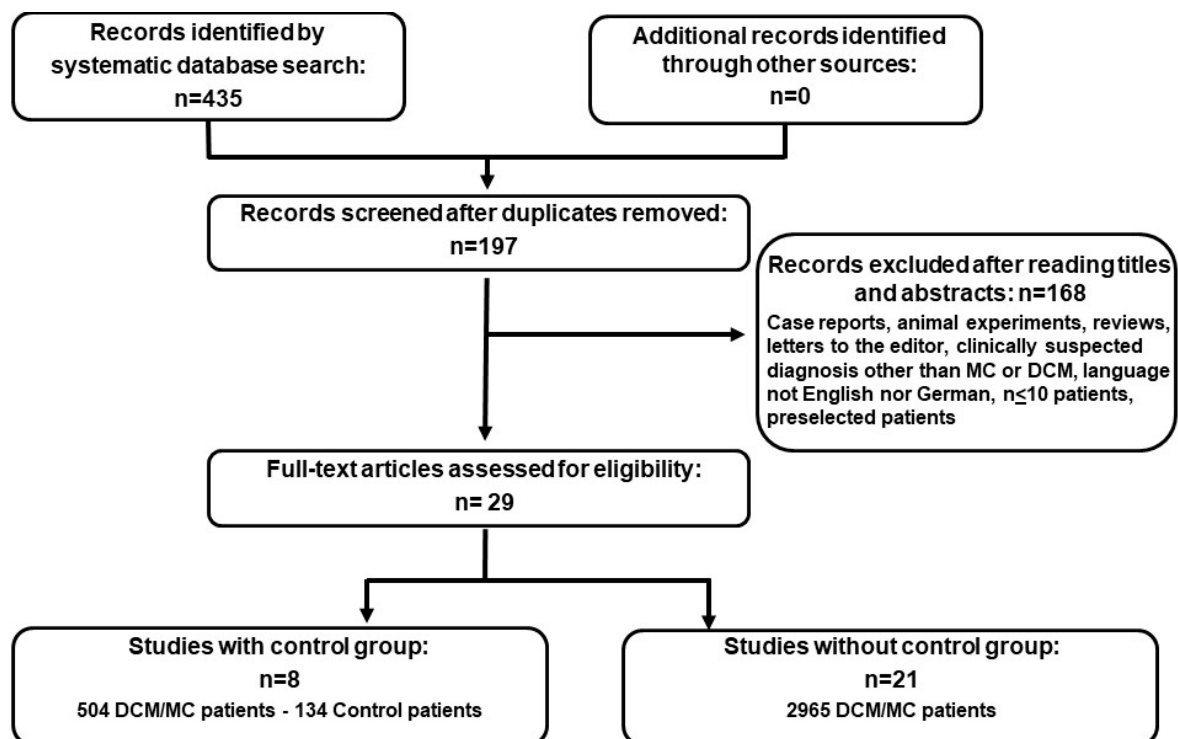 Records identified by
systematic database search:
n=435
Additional records identified
through other sources:
n=0
Records screened after duplicates removed:
n=197
Records excluded after reading titles
and abstracts: n=168
Case reports, animal experiments, reviews,
letters to the editor, clinically suspected
diagnosis other than MC or DCM, language
not English nor German, n≤10 patients,
preselected patients
Full-text articles assessed for eligibility:
n= 29
Studies with control group:
n=8
504 DCM/MC patients - 134 Control patients
Studies without control group:
n=21
2965 DCM/MC patients